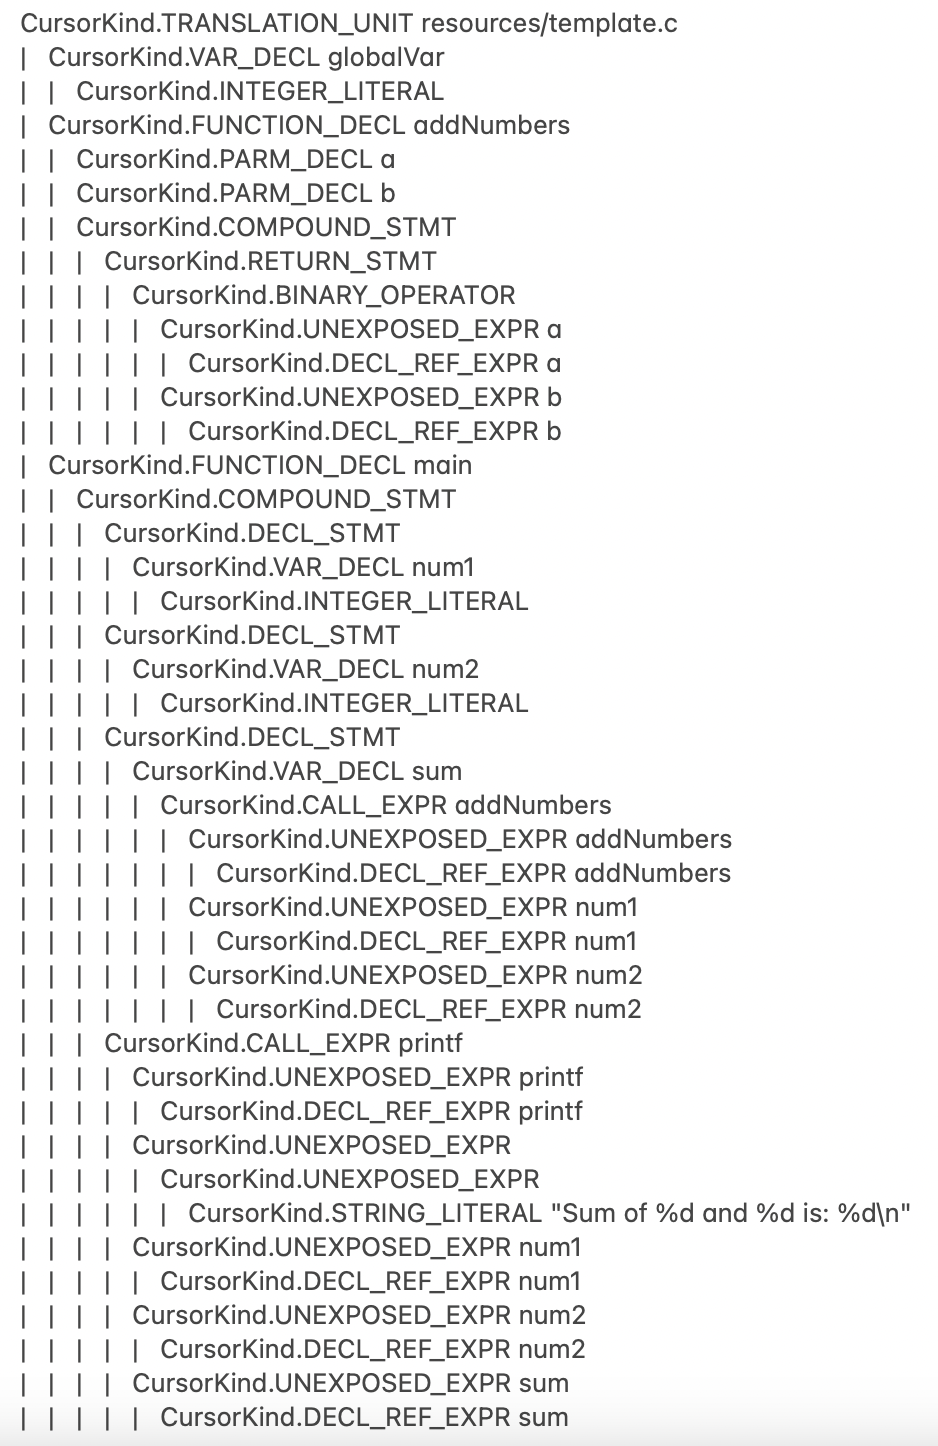 CursorKind.TRANSLATION_UNIT resources/template.c
| CursorKind.VAR_DECL globalVar
| | CursorKind.INTEGER_LITERAL
| CursorKind.FUNCTION_DECL addNumbers
| | CursorKind.PARM_DECL a
| | CursorKind.PARM_DECL b
| | CursorKind.COMPOUND_STMT
| | | CursorKind.RETURN_STMT
| | | | CursorKind.BINARY_OPERATOR
| | | | | CursorKind.UNEXPOSED_EXPR a
| | | | | | CursorKind.DECL_REF_EXPR a
| | | | | CursorKind.UNEXPOSED_EXPR b
| | | | | | CursorKind.DECL_REF_EXPR b
| CursorKind.FUNCTION_DECL main
| | CursorKind.COMPOUND_STMT
| | | CursorKind.DECL_STMT
| | | | CursorKind.VAR_DECL num1
| | | | | CursorKind.INTEGER_LITERAL
| | | CursorKind.DECL_STMT
| | | | CursorKind.VAR_DECL num2
| | | | | CursorKind.INTEGER_LITERAL
| | | CursorKind.DECL_STMT
| | | | CursorKind.VAR_DECL sum
| | | | | CursorKind.CALL_EXPR addNumbers
| | | | | | CursorKind.UNEXPOSED_EXPR addNumbers
| | | | | | | CursorKind.DECL_REF_EXPR addNumbers
| | | | | | CursorKind.UNEXPOSED_EXPR num1
| | | | | | | CursorKind.DECL_REF_EXPR num1
| | | | | | CursorKind.UNEXPOSED_EXPR num2
| | | | | | | CursorKind.DECL_REF_EXPR num2
| | | CursorKind.CALL_EXPR printf
| | | | CursorKind.UNEXPOSED_EXPR printf
| | | | | CursorKind.DECL_REF_EXPR printf
| | | | CursorKind.UNEXPOSED_EXPR
| | | | | CursorKind.UNEXPOSED_EXPR
| | | | | | CursorKind.STRING_LITERAL "Sum of %d and %d is: %d\n"
| | | | CursorKind.UNEXPOSED_EXPR num1
| | | | | CursorKind.DECL_REF_EXPR num1
| | | | CursorKind.UNEXPOSED_EXPR num2
| | | | | CursorKind.DECL_REF_EXPR num2
| | | | CursorKind.UNEXPOSED_EXPR sum
| | | | | CursorKind.DECL_REF_EXPR sum